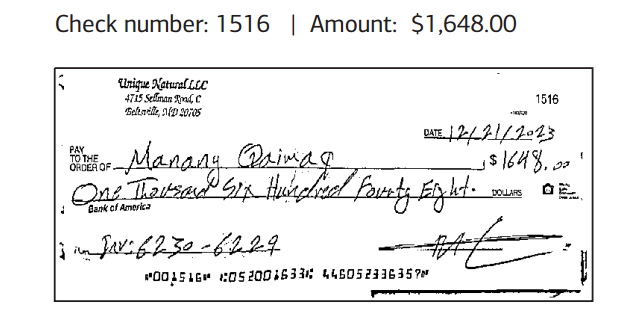 Check number: 1516 | Amount: $1,648.00
Unique Natural LLC
4715 Sellman Road, C
Beltsville, MD 20705
1516
DATE 12/21/2023
PAY TO THE ORDER OF Manany $1648.00
One Thousand Six Hundred Fourty Eight. DOLLARS
Bank of America
Inv: 6230-6229
⑈001516⑈ ⑆052001633⑆ 446052336357⑈